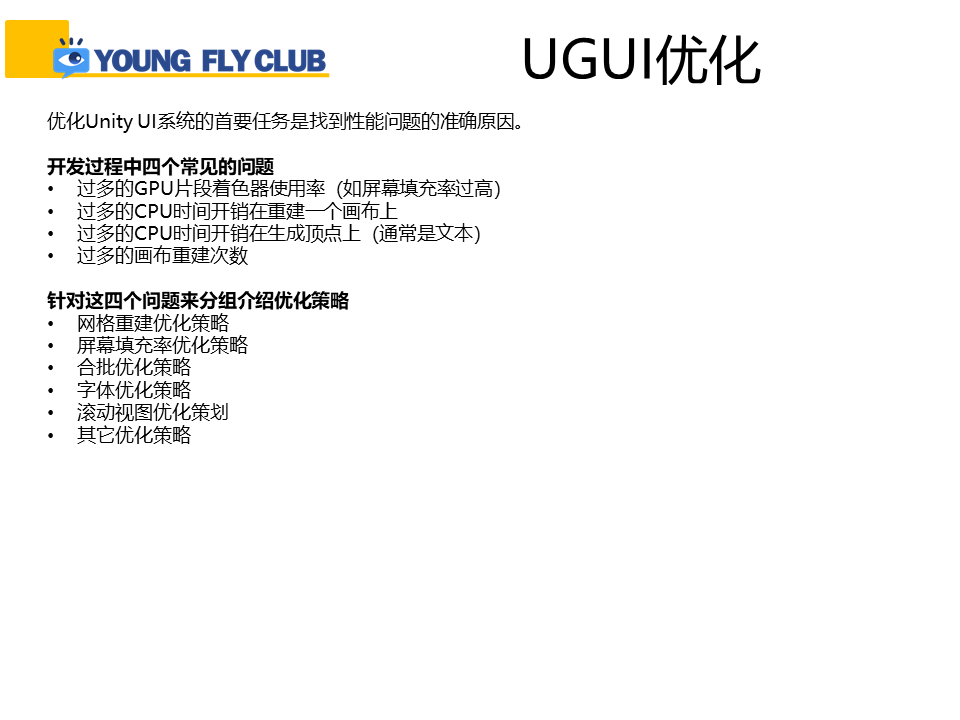 YOUNG FLY CLUB
UGUI优化
优化Unity UI系统的首要任务是找到性能问题的准确原因。
开发过程中四个常见的问题
• 过多的GPU片段着色器使用率（如屏幕填充率过高）
• 过多的CPU时间开销在重建一个画布上
• 过多的CPU时间开销在生成顶点上（通常是文本）
• 过多的画布重建次数
针对这四个问题来分组介绍优化策略
• 网格重建优化策略
• 屏幕填充率优化策略
• 合批优化策略
• 字体优化策略
• 滚动视图优化策划
• 其它优化策略